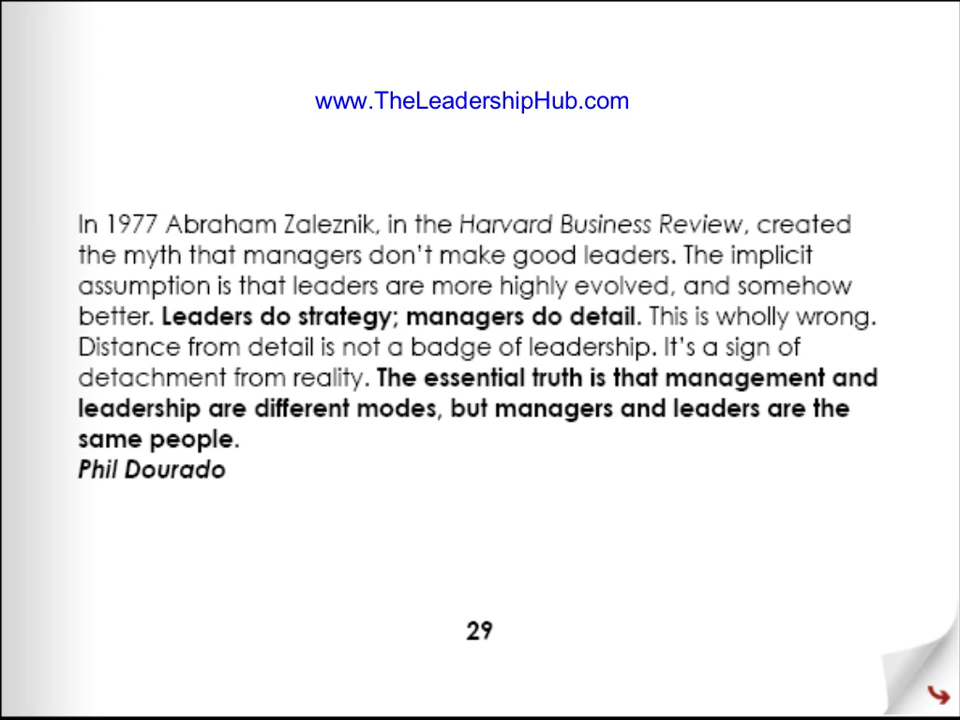 www.TheLeadershipHub.com
In 1977 Abraham Zaleznik, in the Harvard Business Review, created
the myth that managers don't make good leaders. The implicit
assumption is that leaders are more highly evolved, and somehow
better. Leaders do strategy; managers do detail. This is wholly wrong.
Distance from detail is not a badge of leadership. It's a sign of
detachment from reality. The essential truth is that management and
leadership are different modes, but managers and leaders are the
same people.
Phil Dourado
29